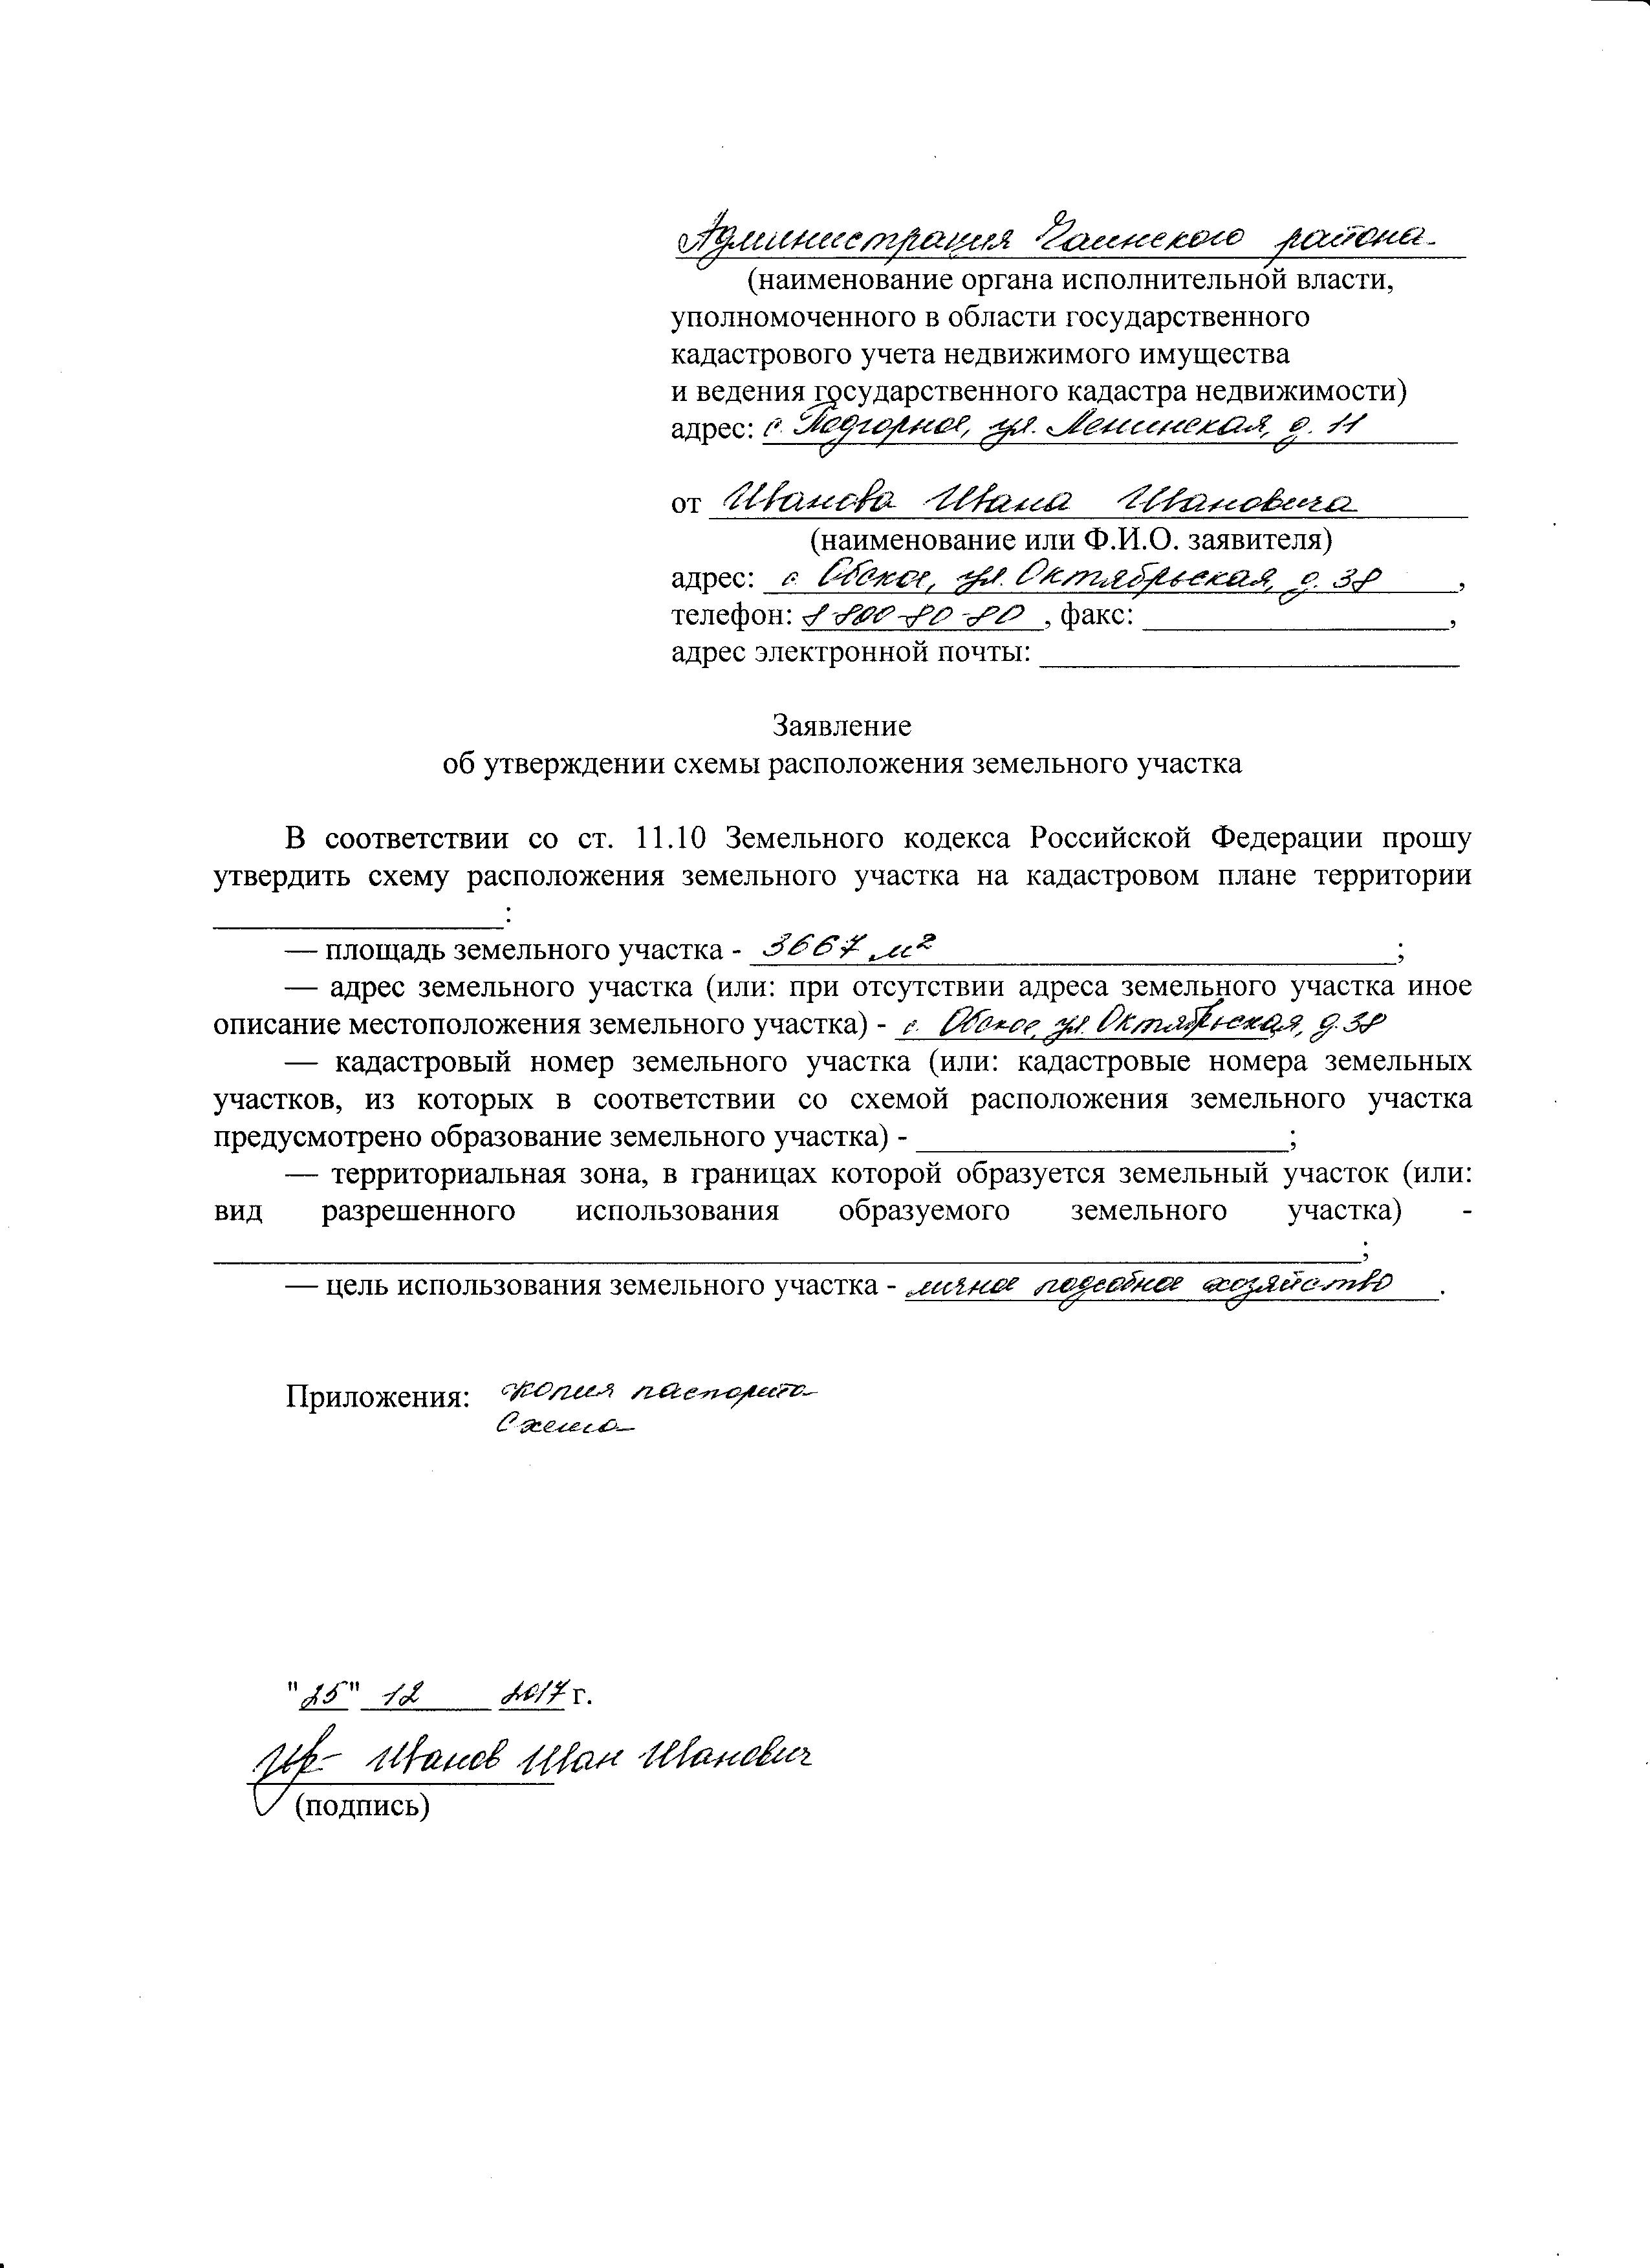 Администрация Чаинского района
(наименование органа исполнительной власти,
уполномоченного в области государственного
кадастрового учета недвижимого имущества
и ведения государственного кадастра недвижимости)
адрес: с. Подгорное, ул. Ленинская, д. 11
от Иванова Ивана Ивановича
(наименование или Ф.И.О. заявителя)
адрес: с. Обское, ул. Октябрьская, д. 38,
телефон: 8-800-80-80, факс: ,
адрес электронной почты:
Заявление
об утверждении схемы расположения земельного участка
В соответствии со ст. 11.10 Земельного кодекса Российской Федерации прошу
утвердить схему расположения земельного участка на кадастровом плане территории
:
— площадь земельного участка - 3667 м² ;
— адрес земельного участка (или: при отсутствии адреса земельного участка иное
описание местоположения земельного участка) - с. Обское, ул. Октябрьская, д. 38
— кадастровый номер земельного участка (или: кадастровые номера земельных
участков, из которых в соответствии со схемой расположения земельного участка
предусмотрено образование земельного участка) - ;
— территориальная зона, в границах которой образуется земельный участок (или:
вид разрешенного использования образуемого земельного участка) -
;
— цель использования земельного участка - личное подсобное хозяйство .
Приложения: копия паспорта
Схема
"25" 12 2017 г.
Иванов Иван Иванович
(подпись)